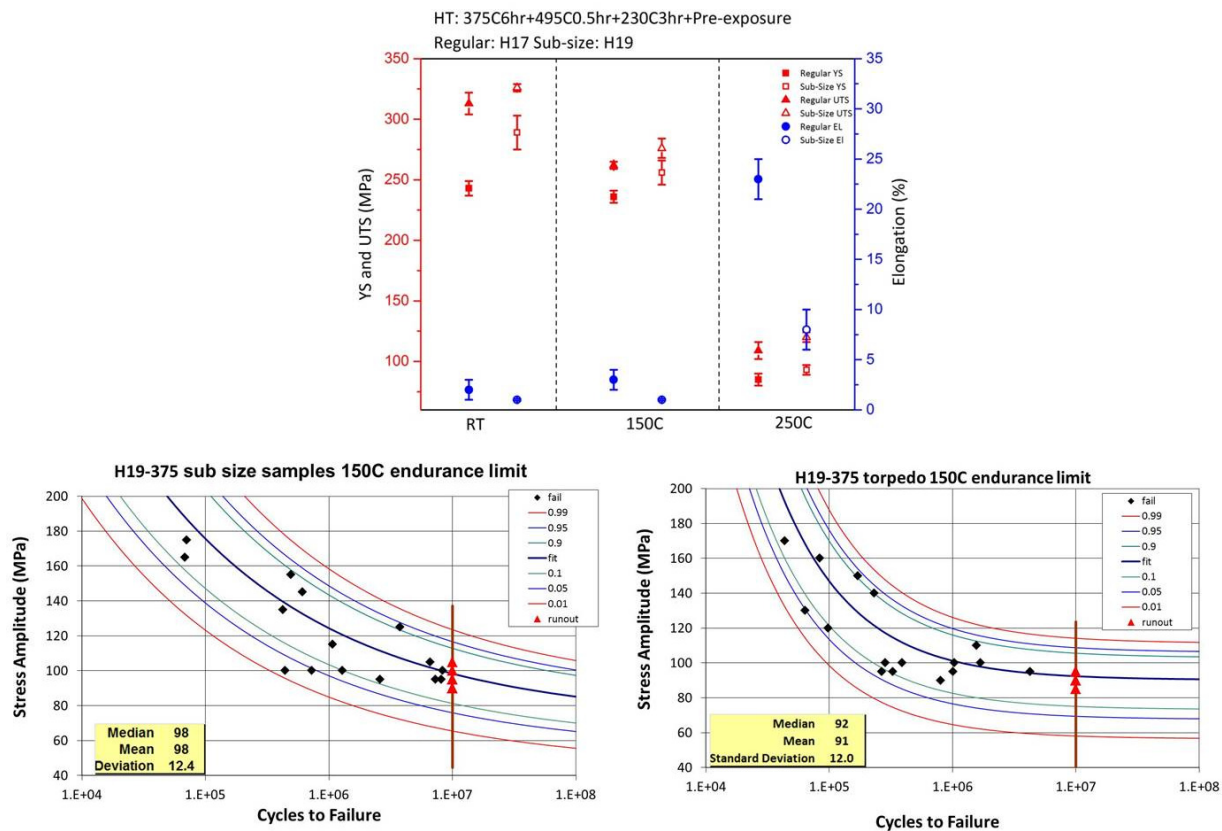 HT: 375C6hr+495C0.5hr+230C3hr+Pre-exposure
Regular: H17 Sub-size: H19
350
300
250
200
150
100
YS and UTS (MPa)
35
30
25
20
15
10
5
0
Elongation (%)
Regular YS
Sub-Size YS
Regular UTS
Sub-Size UTS
Regular EL
Sub-Size El
RT
150C
250C
H19-375 sub size samples 150C endurance limit
200
180
160
140
120
100
80
60
40
Stress Amplitude (MPa)
fail
0.99
0.95
0.9
fit
0.1
0.05
0.01
runout
Median 98
Mean 98
Deviation 12.4
1.E+04
1.E+05
1.E+06
1.E+07
1.E+08
Cycles to Failure
H19-375 torpedo 150C endurance limit
200
180
160
140
120
100
80
60
40
Stress Amplitude (MPa)
fail
0.99
0.95
0.9
fit
0.1
0.05
0.01
runout
Median 92
Mean 91
Standard Deviation 12.0
1.E+04
1.E+05
1.E+06
1.E+07
1.E+08
Cycles to Failure